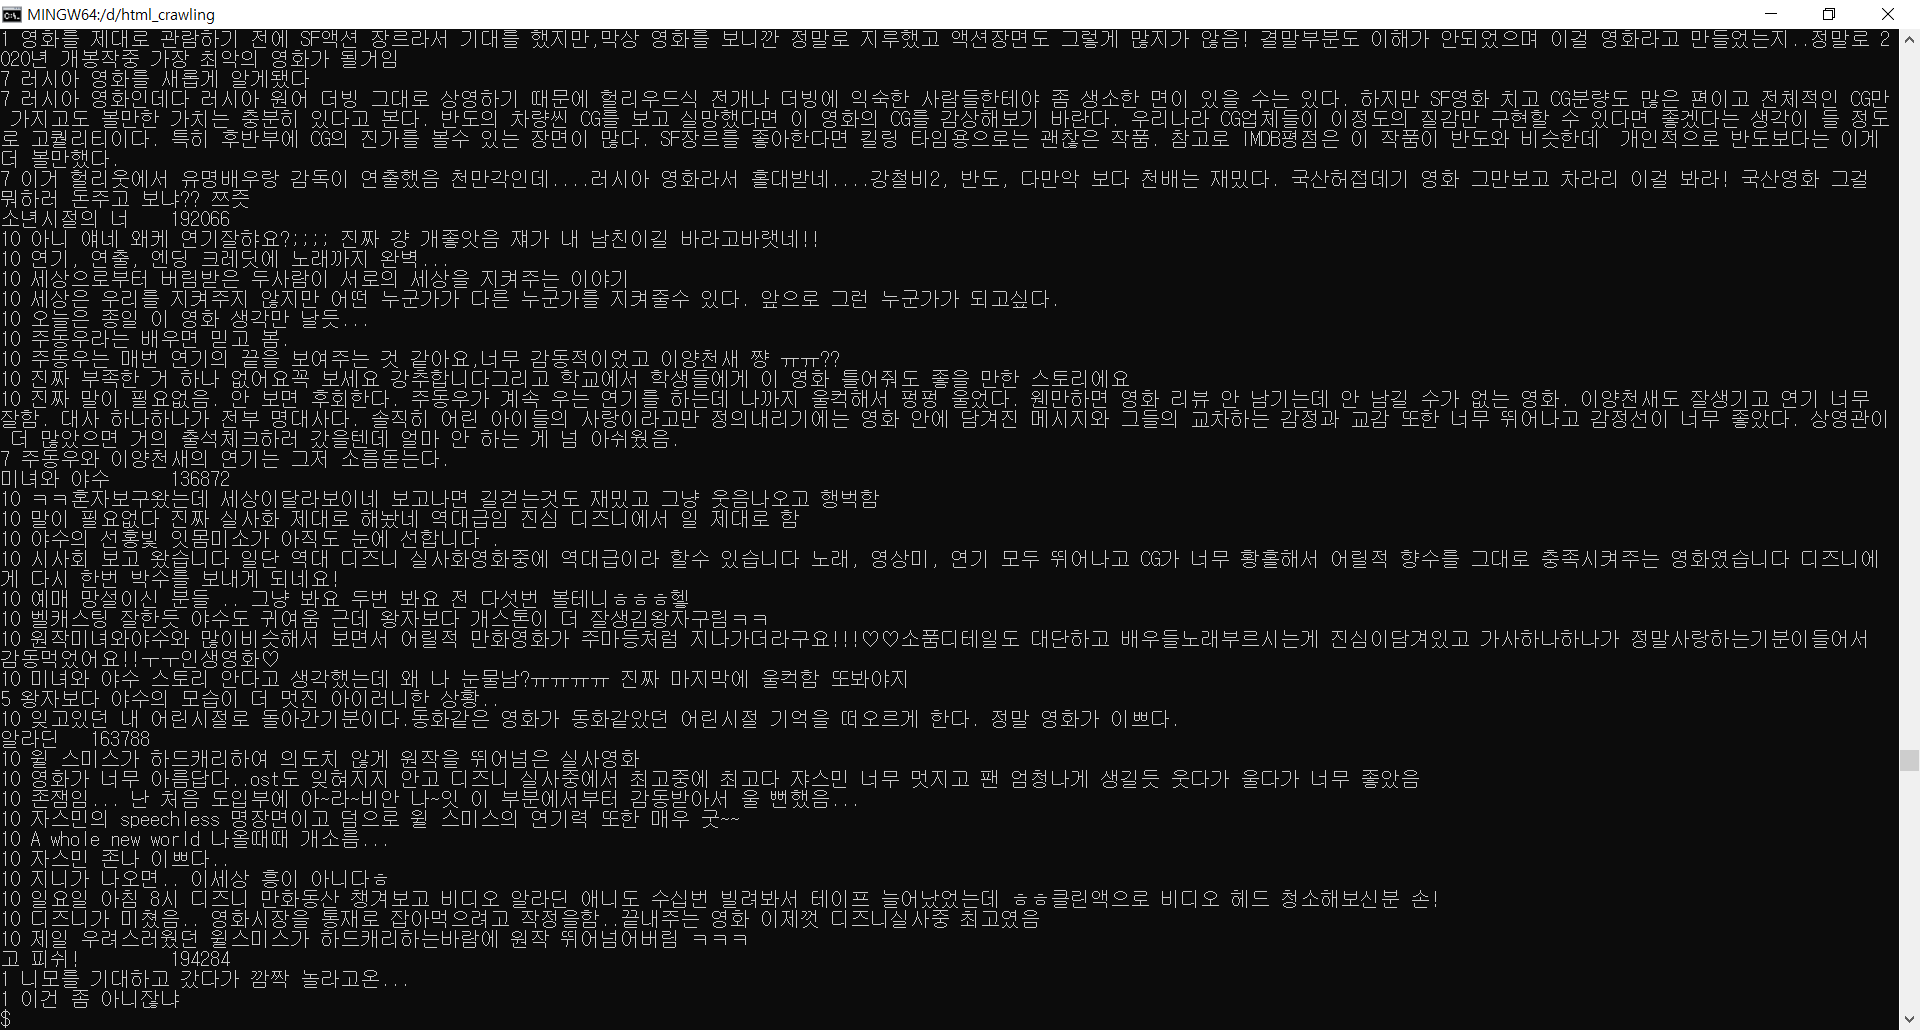 MINGW64:/d/html_crawling
1 영화를 제대로 관람하기 전에 SF액션 장르라서 기대를 했지만,막상 영화를 보니깐 정말로 지루했고 액션장면도 그렇게 많지가 않음! 결말부분도 이해가 안되었으며 이걸 영화라고 만들었는지..정말로 2
020년 개봉작중 가장 최악의 영화가 될거임
7 러시아 영화를 새롭게 알게됐다
7 러시아 영화인데다 러시아 원어 더빙 그대로 상영하기 때문에 헐리우드식 전개나 더빙에 익숙한 사람들한테야 좀 생소한 면이 있을 수는 있다. 하지만 SF영화 치고 CG분량도 많은 편이고 전체적인 CG만
가지고도 볼만한 가치는 충분히 있다고 본다. 반도의 차량씬 CG를 보고 실망했다면 이 영화의 CG를 감상해보기 바란다. 우리나라 CG업체들이 이정도의 질감만 구현할 수 있다면 좋겠다는 생각이 들 정도
로 고퀄리티이다. 특히 후반부에 CG의 진가를 볼수 있는 장면이 많다. SF장르를 좋아한다면 킬링 타임용으로는 괜찮은 작품. 참고로 IMDB평점은 이 작품이 반도와 비슷한데  개인적으로 반도보다는 이게
더 볼만했다.
7 이거 헐리웃에서 유명배우랑 감독이 연출했음 천만각인데....러시아 영화라서 홀대받네....강철비2, 반도, 다만악 보다 천배는 재밌다. 국산허접데기 영화 그만보고 차라리 이걸 봐라! 국산영화 그걸
뭐하러 돈주고 보냐?? 쯔즛
소년시절의 너    192066
10 아니 얘네 왜케 연기잘햐요?;;;; 진짜 걍 개좋앗음 쟤가 내 남친이길 바라고바랫네!!
10 연기, 연출, 엔딩 크레딧에 노래까지 완벽...
10 세상으로부터 버림받은 두사람이 서로의 세상을 지켜주는 이야기
10 세상은 우리를 지켜주지 않지만 어떤 누군가가 다른 누군가를 지켜줄수 있다. 앞으로 그런 누군가가 되고싶다.
10 오늘은 종일 이 영화 생각만 날듯...
10 주동우라는 배우면 믿고 봄.
10 주동우는 매번 연기의 끝을 보여주는 것 같아요,너무 감동적이었고 이양천새 쨩 ㅠㅠ??
10 진짜 부족한 거 하나 없어요꼭 보세요 강추합니다그리고 학교에서 학생들에게 이 영화 틀어줘도 좋을 만한 스토리에요
10 진짜 말이 필요없음. 안 보면 후회한다. 주동우가 계속 우는 연기를 하는데 나까지 울컥해서 펑펑 울었다. 웬만하면 영화 리뷰 안 남기는데 안 남길 수가 없는 영화. 이양천새도 잘생기고 연기 너무
잘함. 대사 하나하나가 전부 명대사다. 솔직히 어린 아이들의 사랑이라고만 정의내리기에는 영화 안에 담겨진 메시지와 그들의 교차하는 감정과 교감 또한 너무 뛰어나고 감정선이 너무 좋았다. 상영관이
더 많았으면 거의 출석체크하러 갔을텐데 얼마 안 하는 게 넘 아쉬웠음.
7 주동우와 이양천새의 연기는 그저 소름돋는다.
미녀와 야수      136872
10 ㅋㅋ혼자보구왔는데 세상이달라보이네 보고나면 길걷는것도 재밌고 그냥 웃음나오고 행벅함
10 말이 필요없다 진짜 실사화 제대로 해놨네 역대급임 진심 디즈니에서 일 제대로 함
10 야수의 선홍빛 잇몸미소가 아직도 눈에 선합니다 .
10 시사회 보고 왔습니다 일단 역대 디즈니 실사화영화중에 역대급이라 할수 있습니다 노래, 영상미, 연기 모두 뛰어나고 CG가 너무 황홀해서 어릴적 향수를 그대로 충족시켜주는 영화였습니다 디즈니에
게 다시 한번 박수를 보내게 되네요!
10 예매 망설이신 분들 .. 그냥 봐요 두번 봐요 전 다섯번 볼테니ㅎㅎㅎ헿
10 벨캐스팅 잘한듯 야수도 귀여움 근데 왕자보다 개스톤이 더 잘생김왕자구림ㅋㅋ
10 원작미녀와야수와 많이비슷해서 보면서 어릴적 만화영화가 주마등처럼 지나가더라구요!!!♡♡소품디테일도 대단하고 배우들노래부르시는게 진심이담겨있고 가사하나하나가 정말사랑하는기분이들어서
감동먹었어요!!ㅜㅜ인생영화♡
10 미녀와 야수 스토리 안다고 생각했는데 왜 나 눈물남?ㅠㅠㅠㅠ 진짜 마지막에 울컥함 또봐야지
5 왕자보다 야수의 모습이 더 멋진 아이러니한 상황..
10 잊고있던 내 어린시절로 돌아간기분이다.동화같은 영화가 동화같았던 어린시절 기억을 떠오르게 한다. 정말 영화가 이쁘다.
알라딘   163788
10 윌 스미스가 하드캐리하여 의도치 않게 원작을 뛰어넘은 실사영화
10 영화가 너무 아름답다..ost도 잊혀지지 안고 디즈니 실사중에서 최고중에 최고다 쟈스민 너무 멋지고 팬 엄청나게 생길듯 웃다가 울다가 너무 좋았음
10 존잼임... 난 처음 도입부에 아~라~비안 나~잇 이 부분에서부터 감동받아서 울 뻔했음...
10 자스민의 speechless 명장면이고 덤으로 윌 스미스의 연기력 또한 매우 굿~~
10 A whole new world 나올때때 개소름...
10 자스민 존나 이쁘다..
10 지니가 나오면.. 이세상 흥이 아니다ㅎ
10 일요일 아침 8시 디즈니 만화동산 챙겨보고 비디오 알라딘 애니도 수십번 빌려봐서 테이프 늘어났었는데 ㅎㅎ클린액으로 비디오 헤드 청소해보신분 손!
10 디즈니가 미쳤음.. 영화시장을 통재로 잡아먹으려고 작정을함..끝내주는 영화 이제껏 디즈니실사중 최고였음
10 제일 우려스러웠던 윌스미스가 하드캐리하는바람에 원작 뛰어넘어버림 ㅋㅋㅋ
고 피쉬!         194284
1 니모를 기대하고 갔다가 깜짝 놀라고온...
1 이건 좀 아니잖냐
$